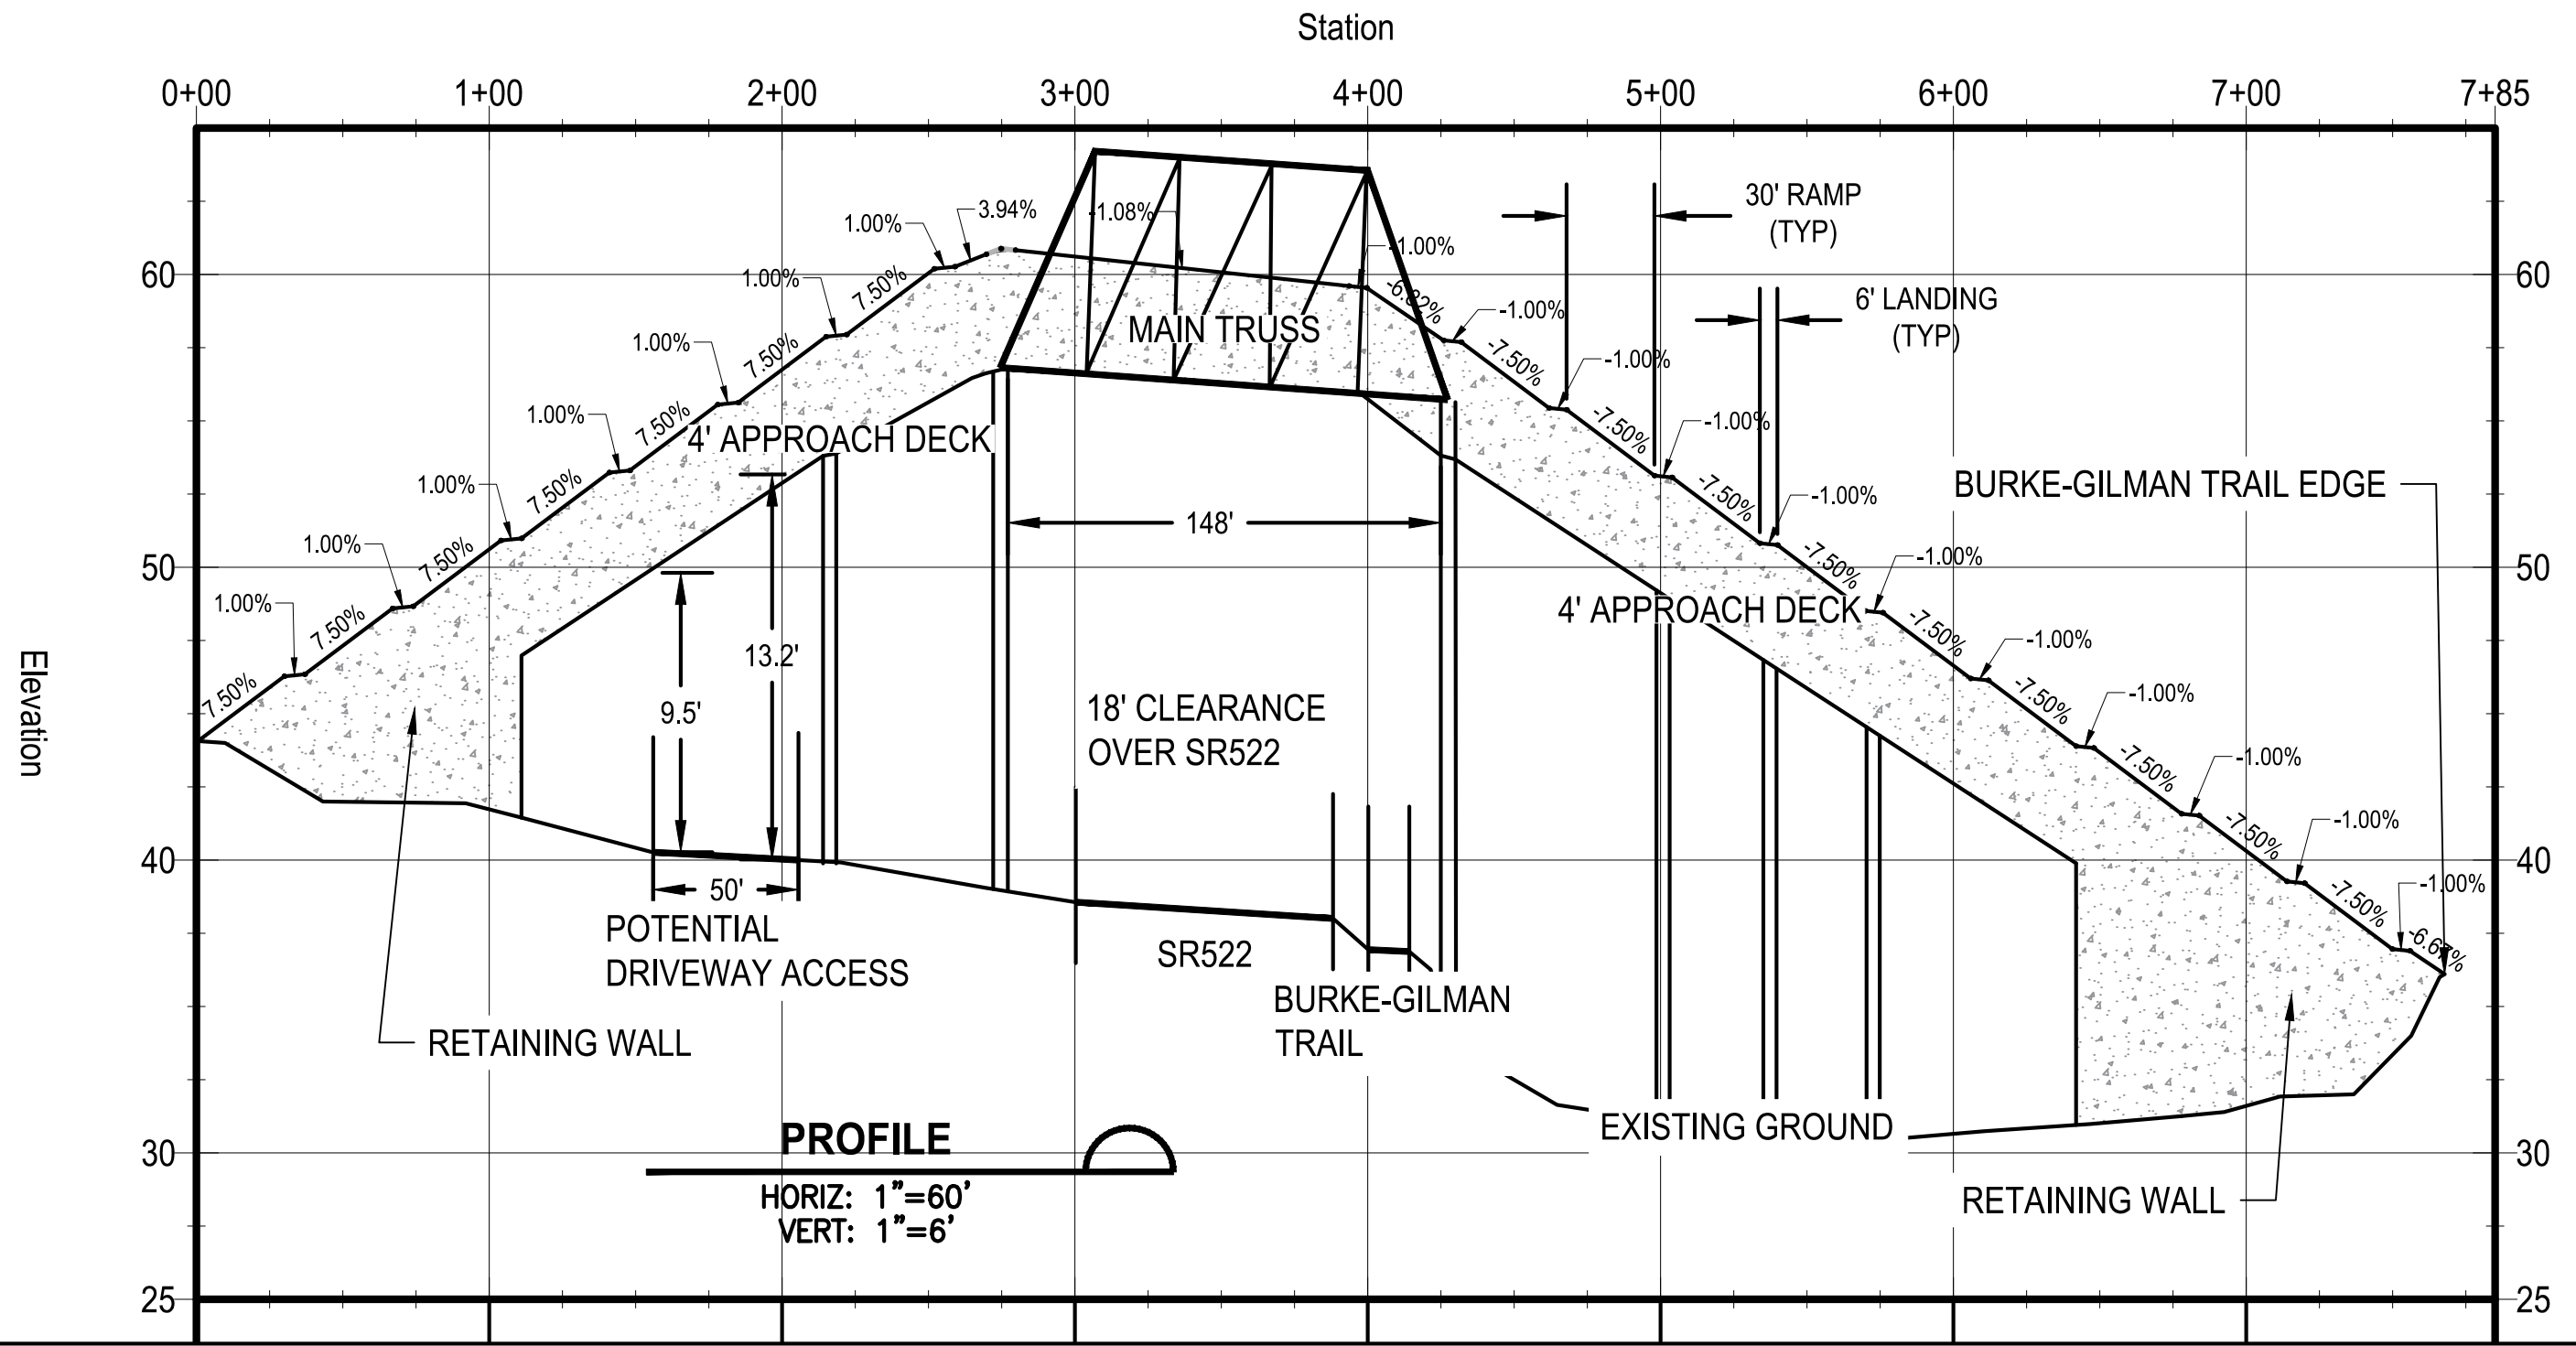 Station
0+00 1+00 2+00 3+00 4+00 5+00 6+00 7+00 7+85
Elevation
60
50
40
30
25
60
50
40
30
25
7.50%
1.00%
7.50%
1.00%
7.50%
1.00%
7.50%
1.00%
7.50%
1.00%
7.50%
1.00%
7.50%
1.00%
3.94%
-1.08%
-1.00%
-6.82%
-1.00%
-7.50%
-1.00%
-7.50%
-1.00%
-7.50%
-1.00%
-7.50%
-1.00%
-7.50%
-1.00%
-7.50%
-1.00%
-7.50%
-1.00%
-7.50%
-1.00%
-7.50%
-1.00%
-6.67%
30' RAMP
(TYP)
6' LANDING
(TYP)
MAIN TRUSS
4' APPROACH DECK
BURKE-GILMAN TRAIL EDGE
148'
4' APPROACH DECK
13.2'
9.5'
18' CLEARANCE
OVER SR522
50'
POTENTIAL
DRIVEWAY ACCESS
SR522
BURKE-GILMAN
TRAIL
RETAINING WALL
EXISTING GROUND
RETAINING WALL
PROFILE
HORIZ: 1"=60'
VERT: 1"=6'